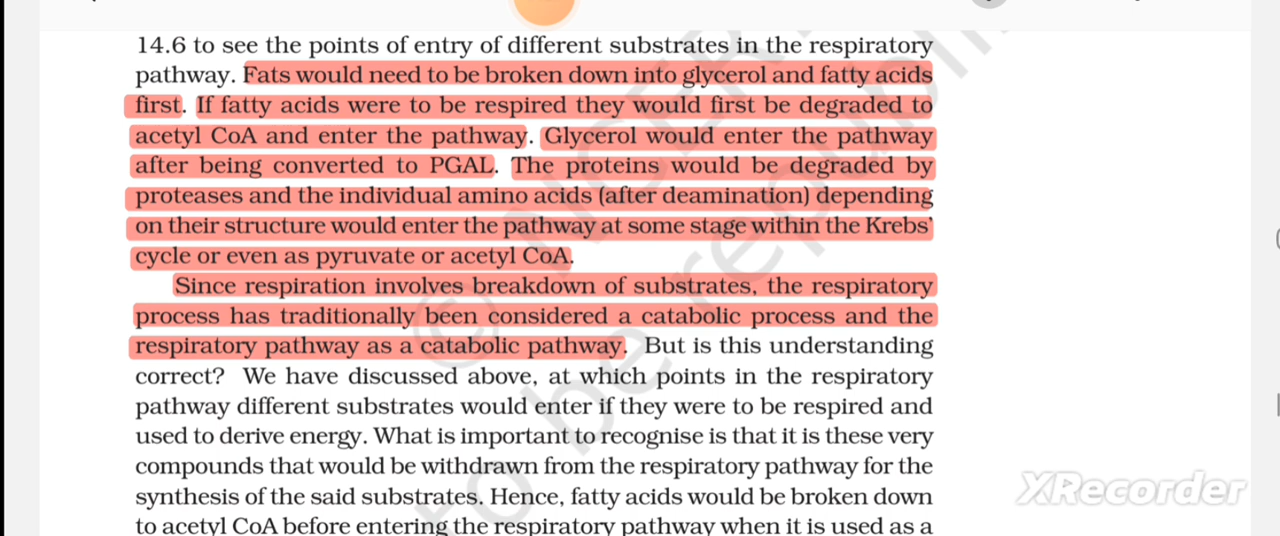 14.6 to see the points of entry of different substrates in the respiratory
pathway. Fats would need to be broken down into glycerol and fatty acids
first. If fatty acids were to be respired they would first be degraded to
acetyl CoA and enter the pathway. Glycerol would enter the pathway
after being converted to PGAL. The proteins would be degraded by
proteases and the individual amino acids (after deamination) depending
on their structure would enter the pathway at some stage within the Krebs'
cycle or even as pyruvate or acetyl CoA.
Since respiration involves breakdown of substrates, the respiratory
process has traditionally been considered a catabolic process and the
respiratory pathway as a catabolic pathway. But is this understanding
correct? We have discussed above, at which points in the respiratory
pathway different substrates would enter if they were to be respired and
used to derive energy. What is important to recognise is that it is these very
compounds that would be withdrawn from the respiratory pathway for the
synthesis of the said substrates. Hence, fatty acids would be broken down
to acetyl CoA before entering the respiratory pathway when it is used as a
XRecorder